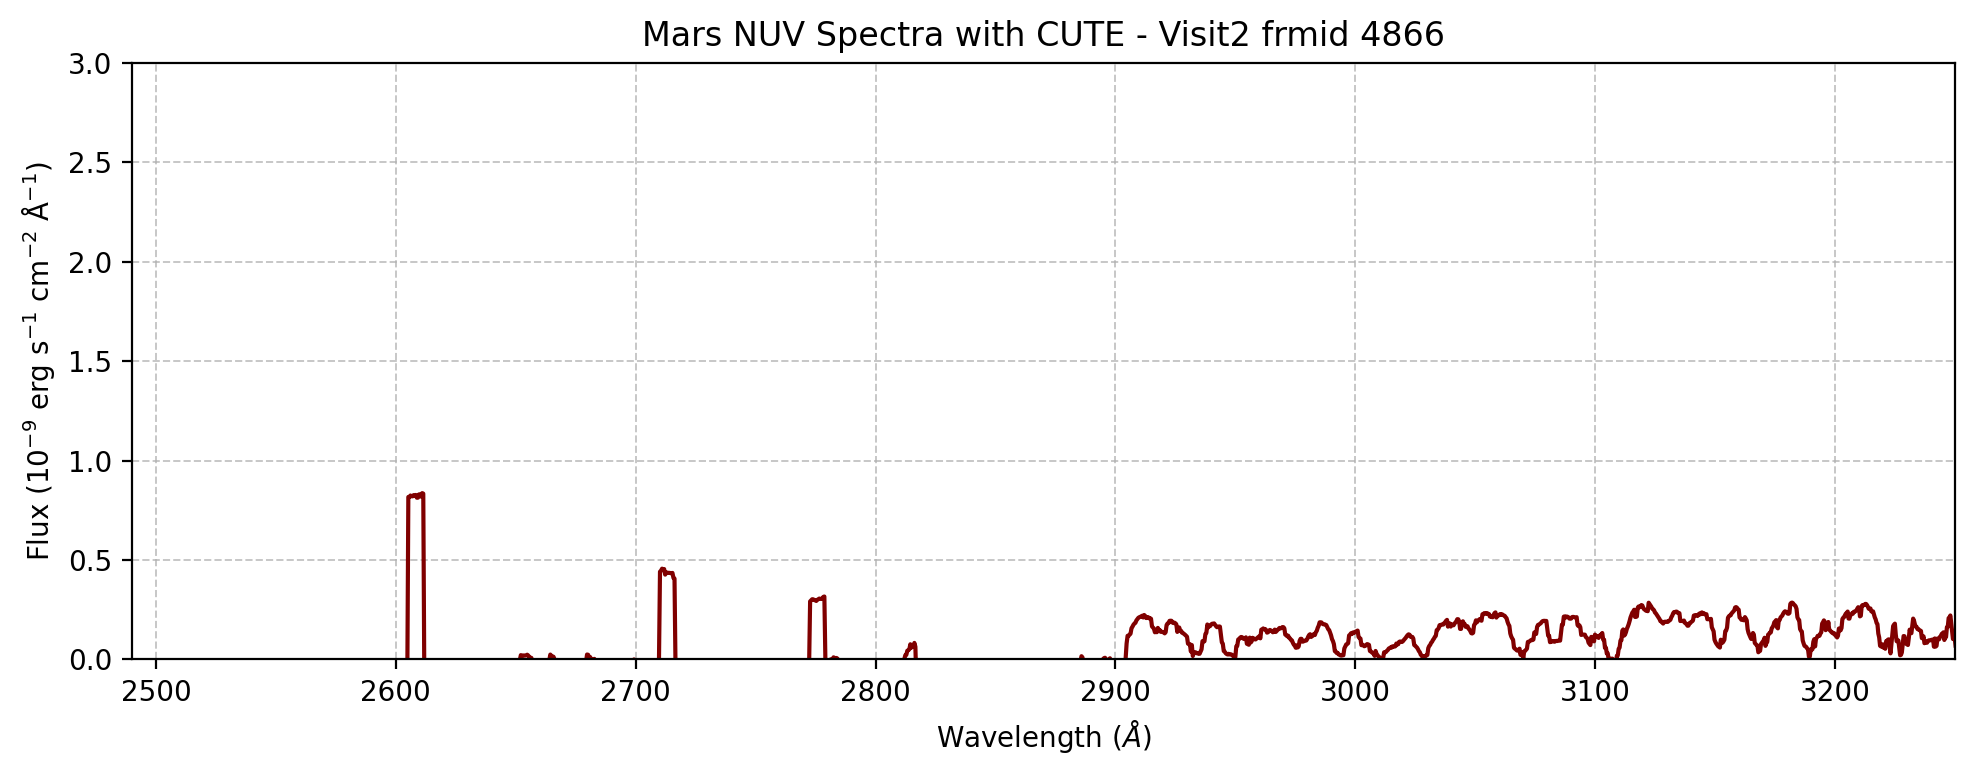 Mars NUV Spectra with CUTE - Visit2 frmid 4866
Flux (10⁻⁹ erg s⁻¹ cm⁻² Å⁻¹)
3.0
2.5
2.0
1.5
1.0
0.5
0.0
2500 2600 2700 2800 2900 3000 3100 3200
Wavelength (Å)